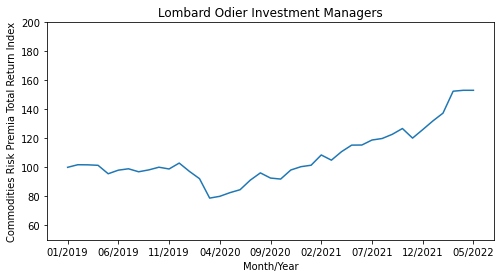 Lombard Odier Investment Managers
Commodities Risk Premia Total Return Index
200
180
160
140
120
100
80
60
01/2019 06/2019 11/2019 04/2020 09/2020 02/2021 07/2021 12/2021 05/2022
Month/Year